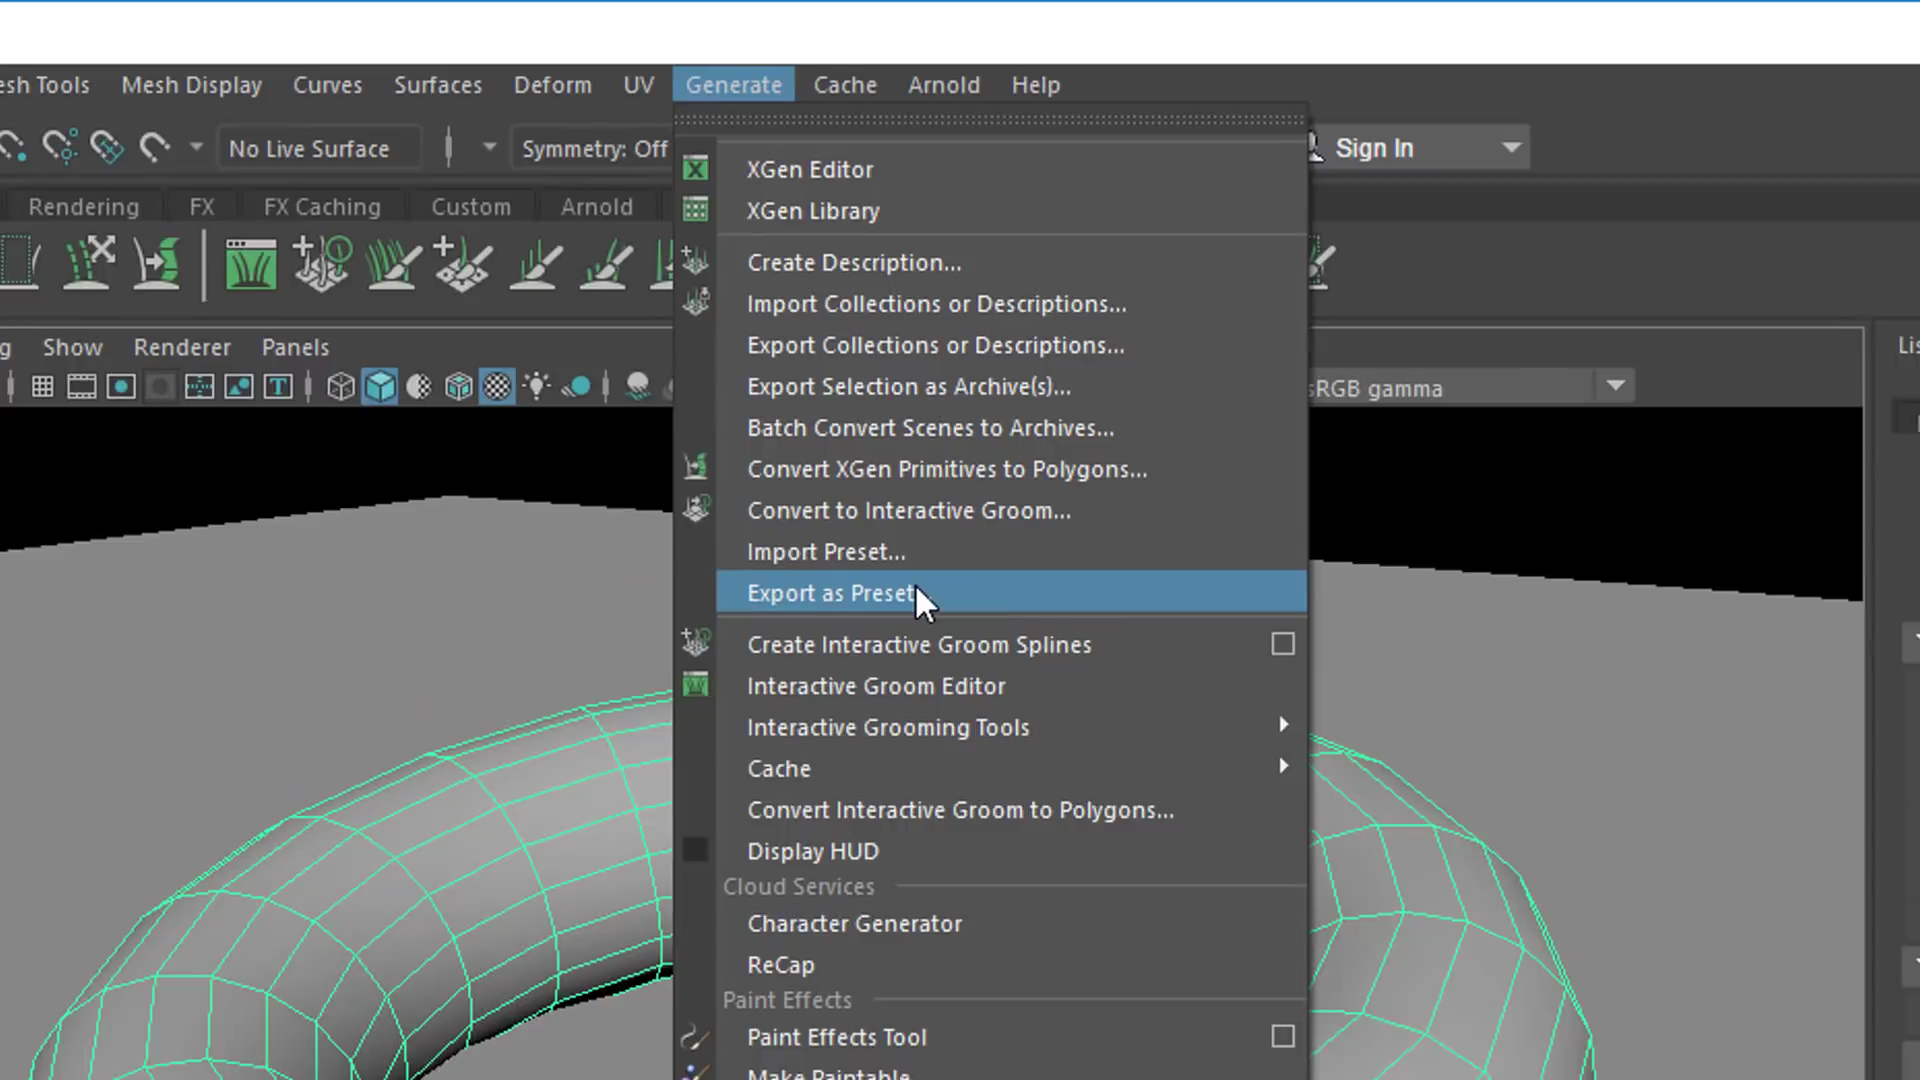 esh Tools Mesh Display Curves Surfaces Deform UV Generate Cache Arnold Help
No Live Surface Symmetry: Off Sign In
Rendering FX FX Caching Custom Arnold
g Show Renderer Panels Lis
sRGB gamma
XGen Editor
XGen Library
Create Description...
Import Collections or Descriptions...
Export Collections or Descriptions...
Export Selection as Archive(s)...
Batch Convert Scenes to Archives...
Convert XGen Primitives to Polygons...
Convert to Interactive Groom...
Import Preset...
Export as Preset
Create Interactive Groom Splines
Interactive Groom Editor
Interactive Grooming Tools
Cache
Convert Interactive Groom to Polygons...
Display HUD
Cloud Services
Character Generator
ReCap
Paint Effects
Paint Effects Tool
Make Paintable